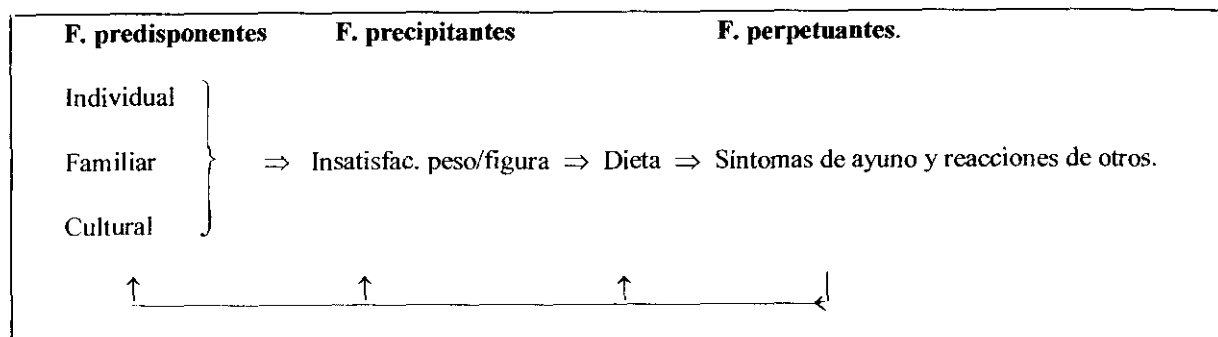 F. predisponentes F. precipitantes F. perpetuantes.
Individual
Familiar ⇒ Insatisfac. peso/figura ⇒ Dieta ⇒ Síntomas de ayuno y reacciones de otros.
Cultural